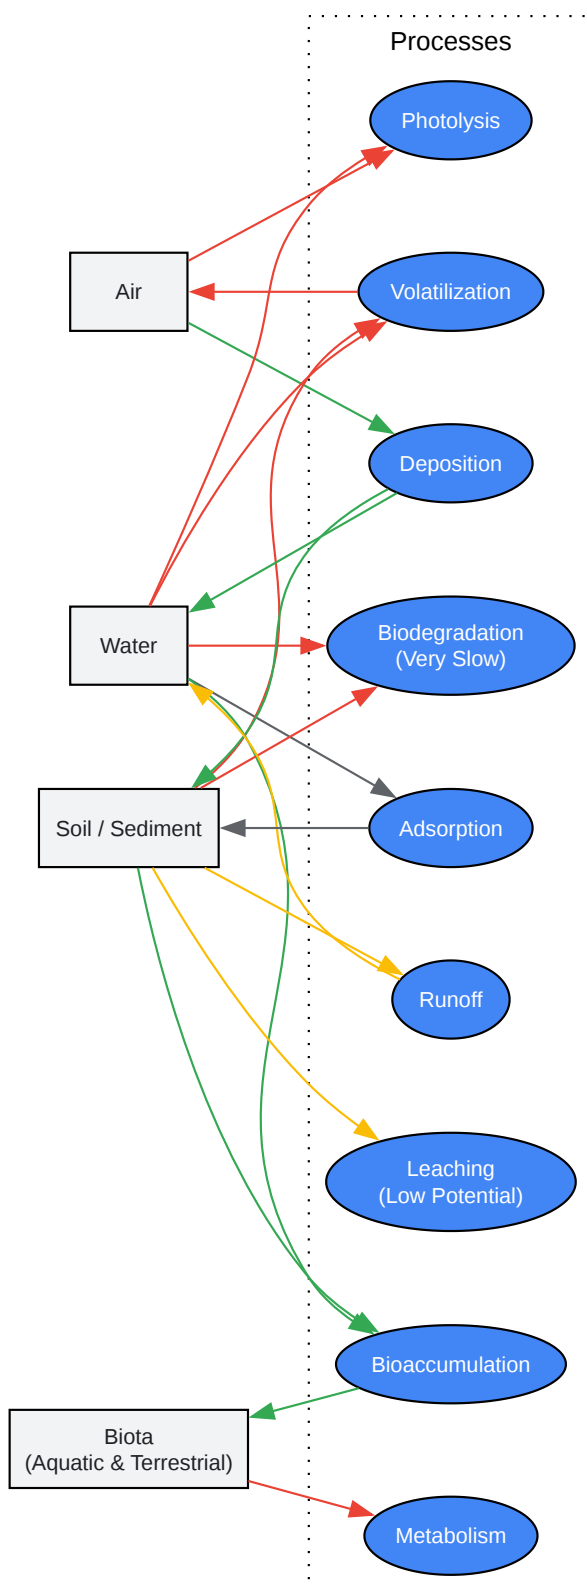 Processes
Photolysis
Air
Volatilization
Deposition
Water
Biodegradation
(Very Slow)
Soil / Sediment
Adsorption
Runoff
Leaching
(Low Potential)
Bioaccumulation
Biota
(Aquatic & Terrestrial)
Metabolism